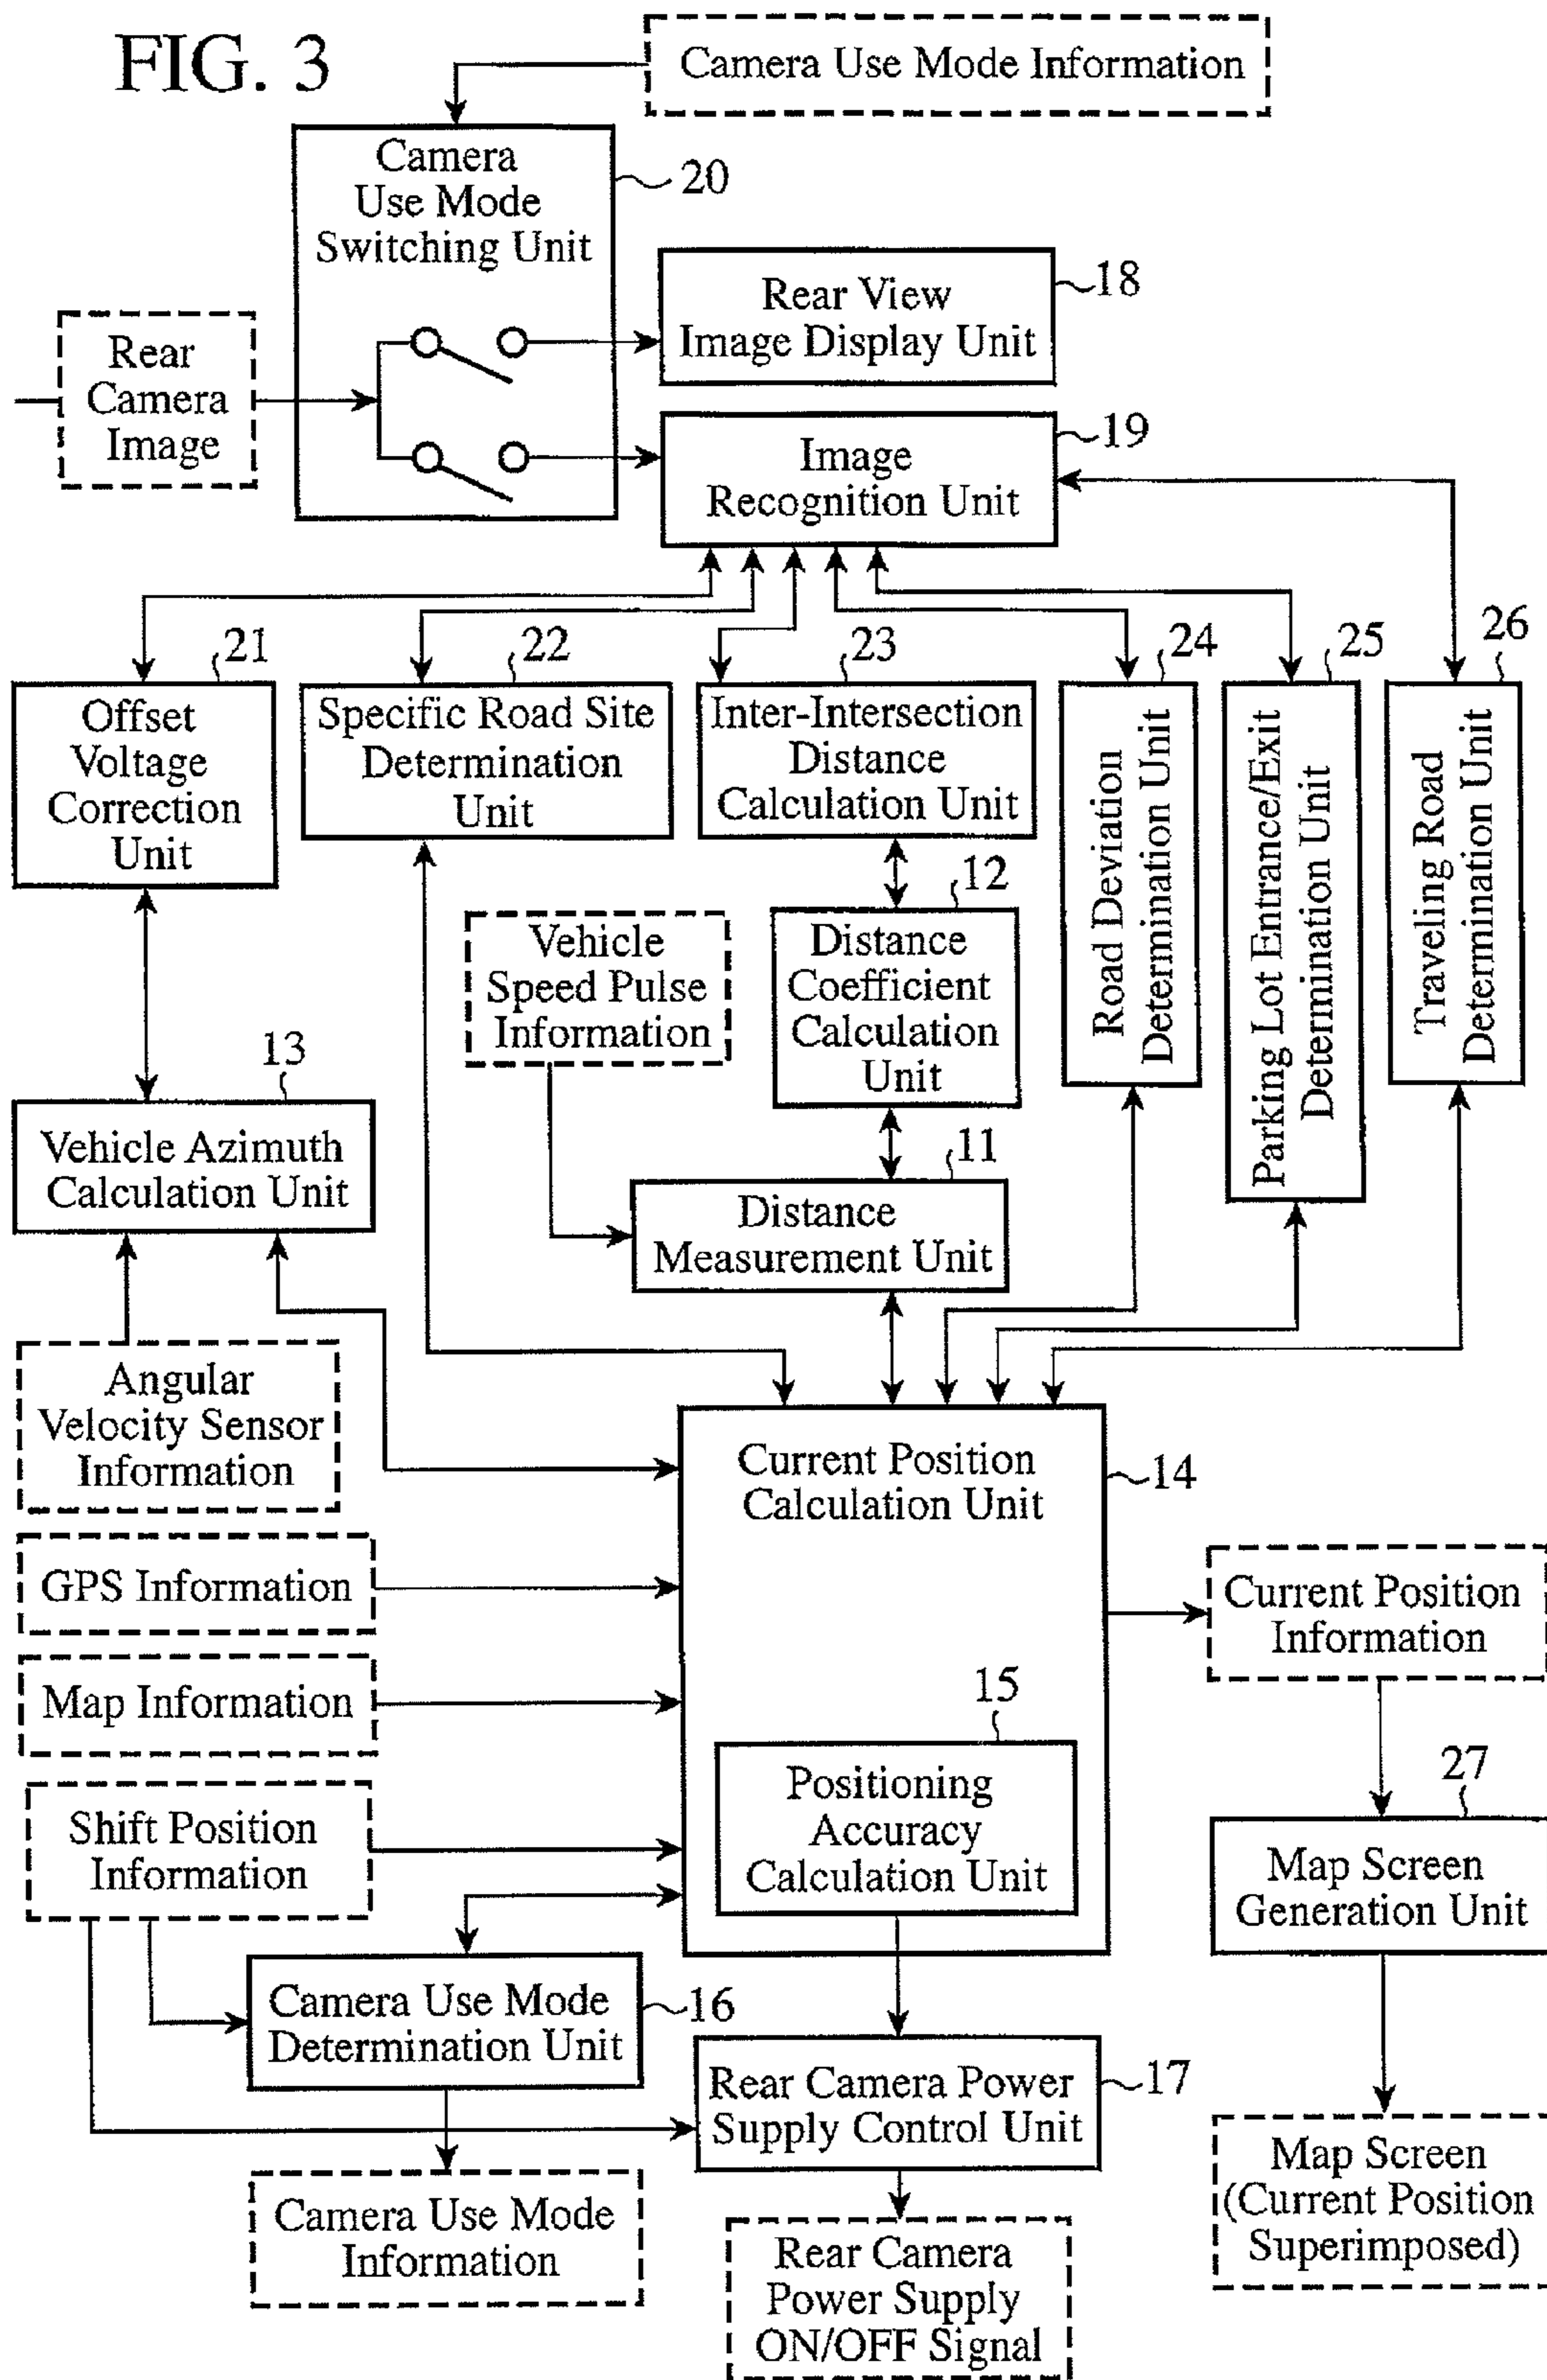 FIG. 3
Camera Use Mode Information
Camera
Use Mode
Switching Unit
20
Rear
Camera
Image
Rear View
Image Display Unit
18
Image
Recognition Unit
19
21
Offset
Voltage
Correction
Unit
22
Specific Road Site
Determination
Unit
23
Inter-Intersection
Distance
Calculation Unit
24
Road Deviation
Determination Unit
25
Parking Lot Entrance/Exit
Determination Unit
26
Traveling Road
Determination Unit
Vehicle
Speed Pulse
Information
12
Distance
Coefficient
Calculation
Unit
13
Vehicle Azimuth
Calculation Unit
11
Distance
Measurement Unit
Angular
Velocity Sensor
Information
Current Position
Calculation Unit
14
GPS Information
Map Information
Shift Position
Information
15
Positioning
Accuracy
Calculation Unit
Current Position
Information
27
Map Screen
Generation Unit
Camera Use Mode
Determination Unit
16
Rear Camera Power
Supply Control Unit
17
Camera Use Mode
Information
Rear Camera
Power Supply
ON/OFF Signal
Map Screen
(Current Position
Superimposed)